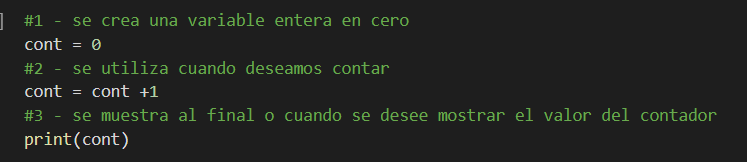 #1 - se crea una variable entera en cero
cont = 0
#2 - se utiliza cuando deseamos contar
cont = cont +1
#3 - se muestra al final o cuando se desee mostrar el valor del contador
print(cont)